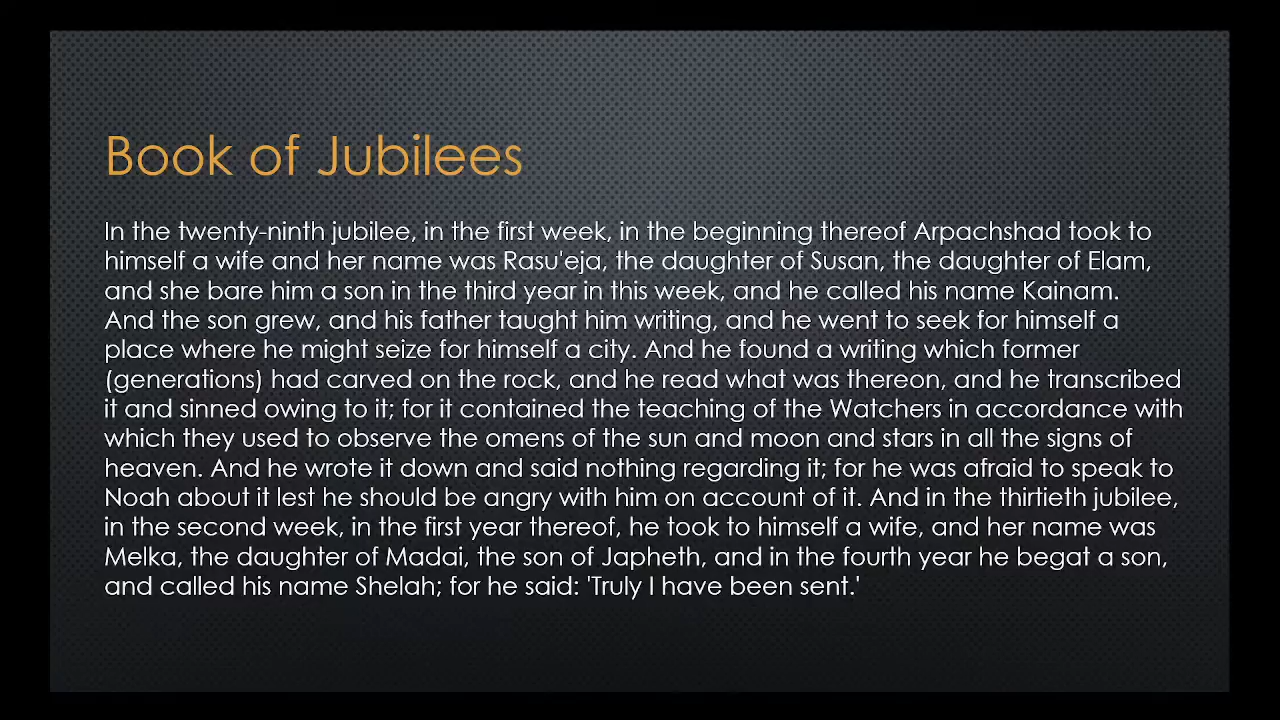 Book of Jubilees
In the twenty-ninth jubilee, in the first week, in the beginning thereof Arpachshad took to
himself a wife and her name was Rasu'eja, the daughter of Susan, the daughter of Elam,
and she bare him a son in the third year in this week, and he called his name Kainam.
And the son grew, and his father taught him writing, and he went to seek for himself a
place where he might seize for himself a city. And he found a writing which former
(generations) had carved on the rock, and he read what was thereon, and he transcribed
it and sinned owing to it; for it contained the teaching of the Watchers in accordance with
which they used to observe the omens of the sun and moon and stars in all the signs of
heaven. And he wrote it down and said nothing regarding it; for he was afraid to speak to
Noah about it lest he should be angry with him on account of it. And in the thirtieth jubilee,
in the second week, in the first year thereof, he took to himself a wife, and her name was
Melka, the daughter of Madai, the son of Japheth, and in the fourth year he begat a son,
and called his name Shelah; for he said: 'Truly I have been sent.'